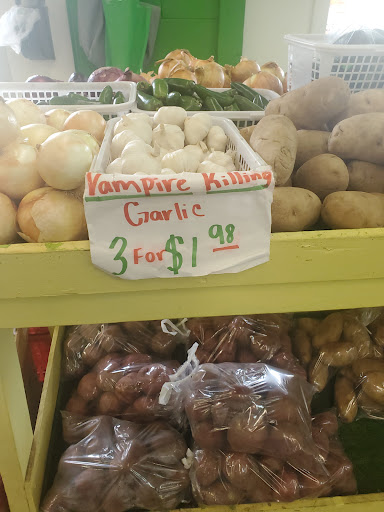 Vampire Killing
Garlic
3 For $1.98